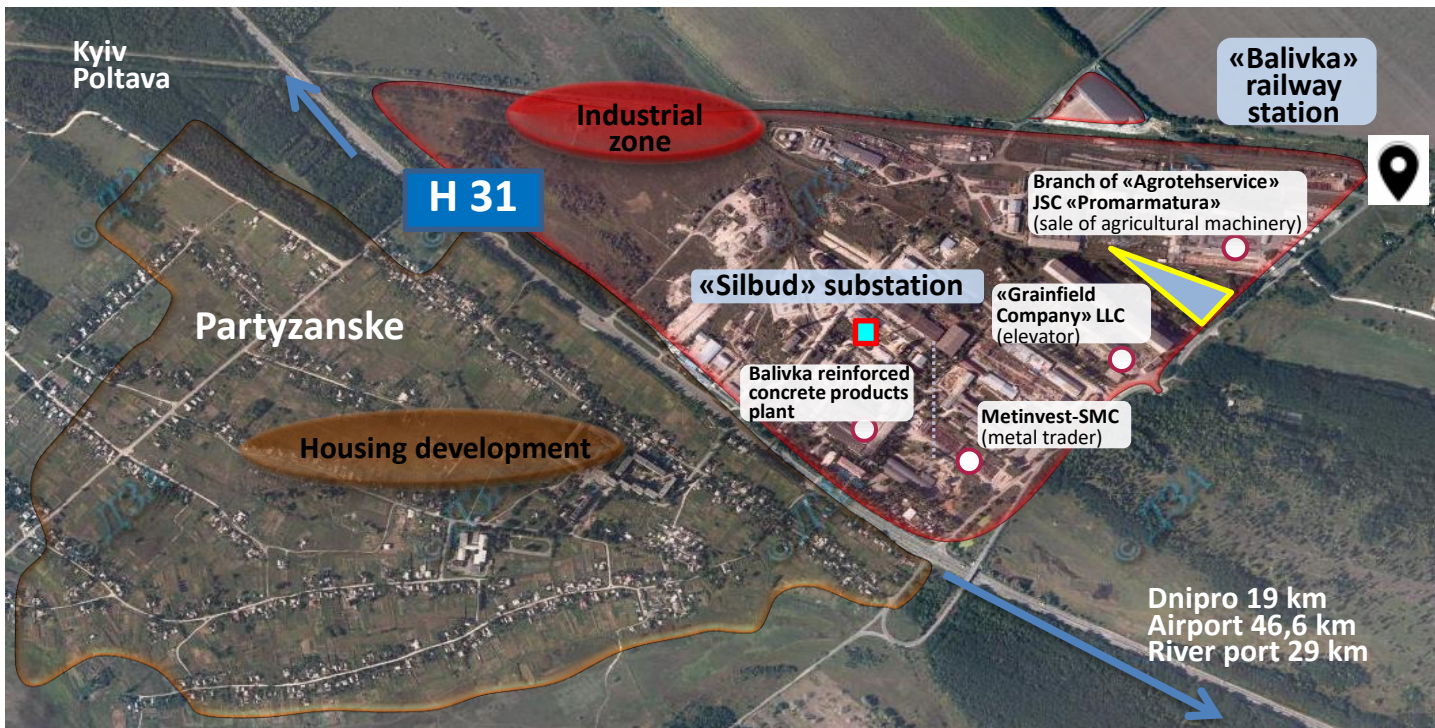 Kyiv
Poltava
«Balivka»
railway
station
Industrial
zone
H 31
Branch of «Agrotehservice»
JSC «Promarmatura»
(sale of agricultural machinery)
«Silbud» substation
«Grainfield
Company» LLC
(elevator)
Partyzanske
Balivka reinforced
concrete products
plant
Metinvest-SMC
(metal trader)
Housing development
Dnipro 19 km
Airport 46,6 km
River port 29 km